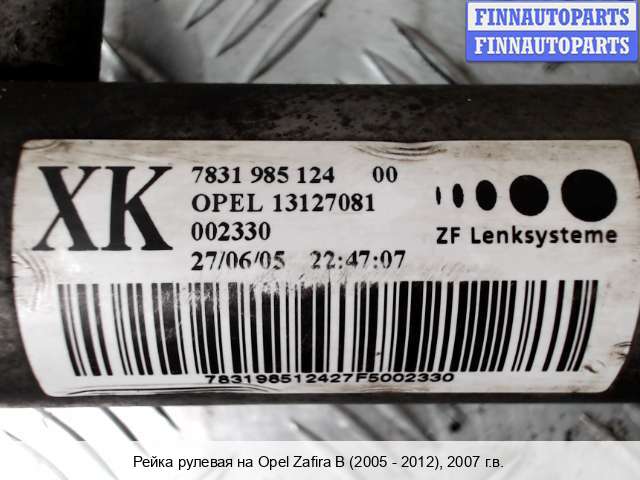 FINNAUTOPARTS
FINNAUTOPARTS
XK
7831 985 124 00
OPEL 13127081
002330
27/06/05 22:47:07
ZF Lenksysteme
783198512427F5002330
Рейка рулевая на Opel Zafira B (2005 - 2012), 2007 г.в.